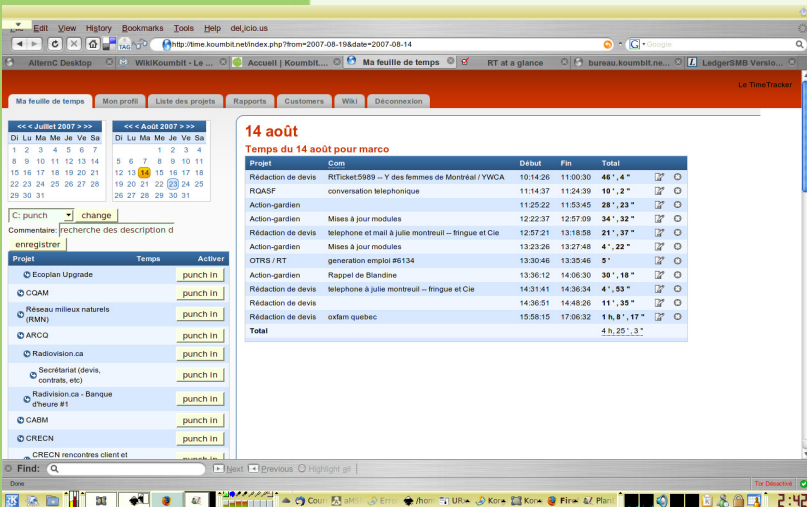 Edit View History Bookmarks Tools Help del.icio.us
http://time.koumbit.net/index.php?from=2007-08-19&date=2007-08-14
Google
AlternC Desktop WikiKoumbit - Le ... Accueil | Koumbit.... Ma feuille de temps RT at a glance bureau.koumbit.ne... LedgerSMB Versio...
Le TimeTracker
Ma feuille de temps Mon profil Liste des projets Rapports Customers Wiki Déconnexion
<< < Juillet 2007 > >>
Di Lu Ma Me Je Ve Sa
1 2 3 4 5 6 7
8 9 10 11 12 13 14
15 16 17 18 19 20 21
22 23 24 25 26 27 28
29 30 31
<< < Août 2007 > >>
Di Lu Ma Me Je Ve Sa
1 2 3 4
5 6 7 8 9 10 11
12 13 14 15 16 17 18
19 20 21 22 23 24 25
26 27 28 29 30 31
C: punch change
Commentaire: recherche des description d
enregistrer
Projet Temps Activer
Ecoplan Upgrade punch in
CQAM punch in
Réseau milieux naturels
(RMN) punch in
ARCQ punch in
Radiovision.ca punch in
Secrétariat (devis,
contrats, etc) punch in
Radivision.ca - Banque
d'heure #1 punch in
CABM punch in
CRECN punch in
CRECN rencontres client et
14 août
Temps du 14 août pour marco
Projet Com Début Fin Total
Rédaction de devis RtTicket:5989 -- Y des femmes de Montréal / YWCA 10:14:26 11:00:30 46 ' , 4 "
RQASF conversation telephonique 11:14:37 11:24:39 10 ' , 2 "
Action-gardien 11:25:22 11:53:45 28 ' , 23 "
Action-gardien Mises à jour modules 12:22:37 12:57:09 34 ' , 32 "
Rédaction de devis telephone et mail à julie montreuil -- fringue et Cie 12:57:21 13:18:58 21 ' , 37 "
Action-gardien Mises à jour modules 13:23:26 13:27:48 4 ' , 22 "
OTRS / RT generation emploi #6134 13:30:46 13:35:46 5 '
Action-gardien Rappel de Blandine 13:36:12 14:06:30 30 ' , 18 "
Rédaction de devis telephone à julie montreuil -- fringue et Cie 14:31:41 14:36:34 4 ' , 53 "
Rédaction de devis 14:36:51 14:48:26 11 ' , 35 "
Rédaction de devis oxfam quebec 15:58:15 17:06:32 1 h, 8 ' , 17 "
Total 4 h, 25 ' , 3 "
Find: Next Previous Highlight all
Done Tor Désactivé
Cour aMS Erre /hom URL Kor Kor Fire Plan 2:42